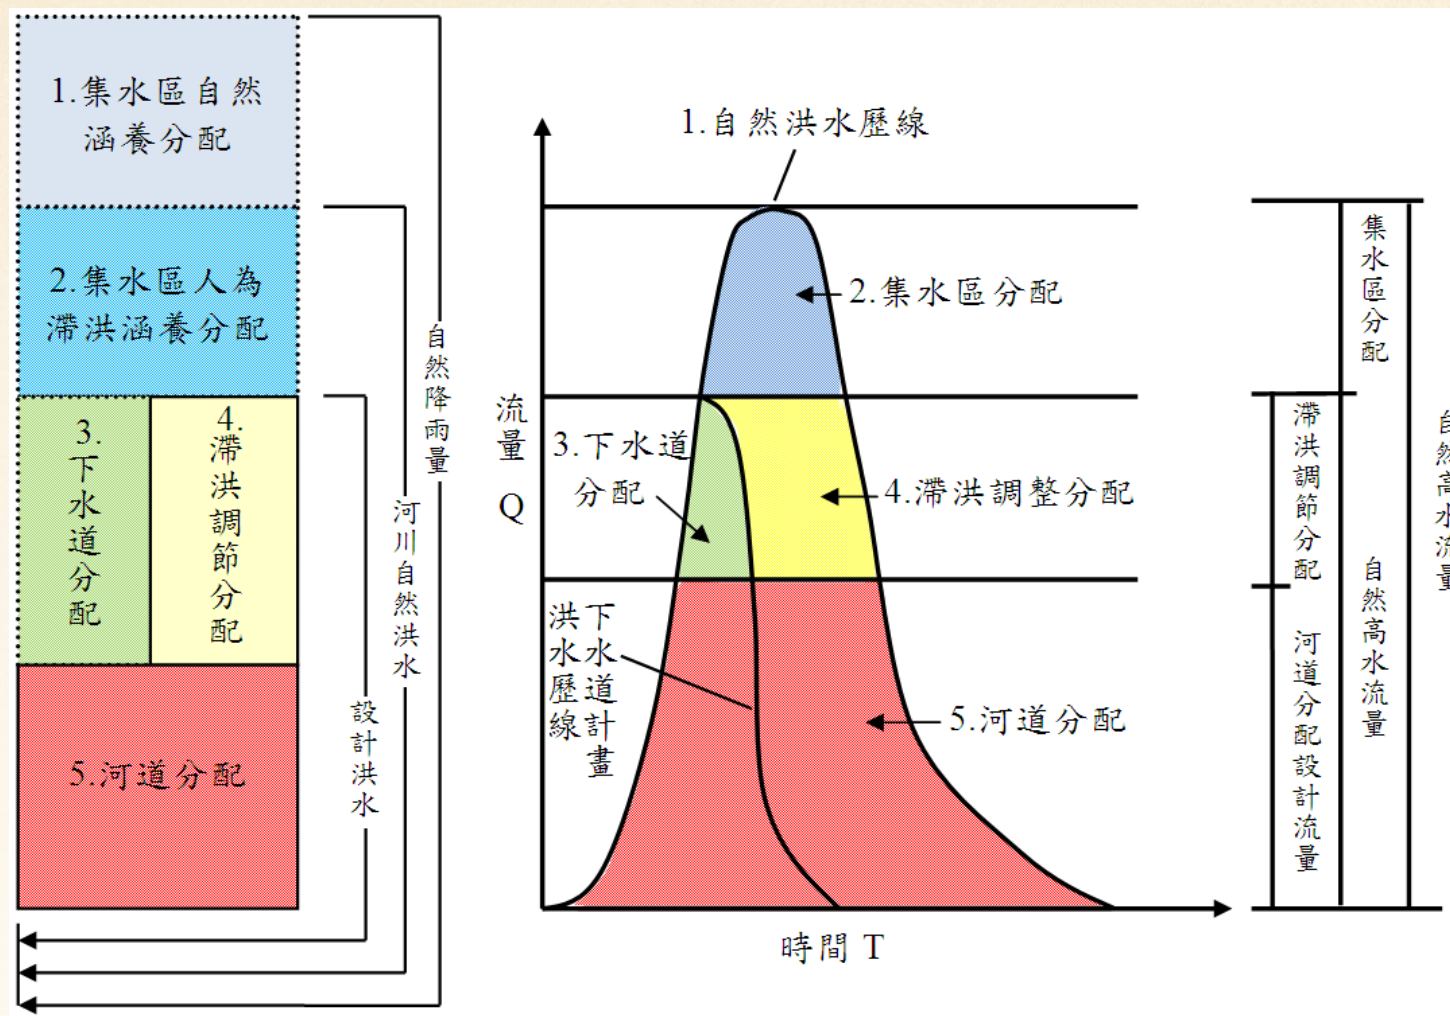 1.集水區自然
涵養分配
2.集水區人為
滯洪涵養分配
3.下水道分配
4.滯洪調節分配
5.河道分配
設計洪水
河川自然洪水
自然降雨量
1.自然洪水歷線
2.集水區分配
3.下水道
分配
4.滯洪調整分配
下水道計畫
洪水歷線
5.河道分配
流量 Q
時間 T
集水區分配
滯洪調節分配
河道分配設計流量
自然高水流量
自然高水流量